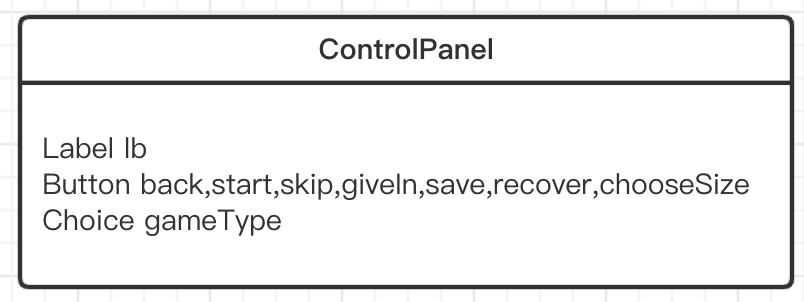 ControlPanel
Label lb
Button back,start,skip,giveIn,save,recover,chooseSize
Choice gameType